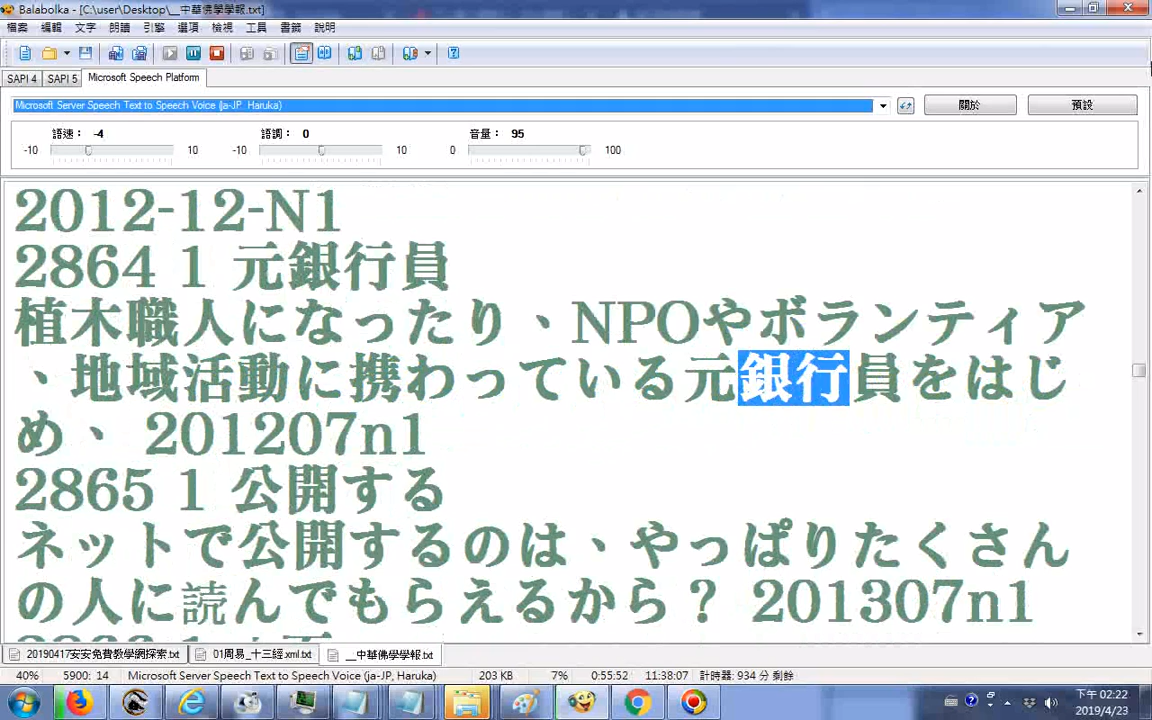 Balabolka - [C:\user\Desktop\__中華佛學學報.txt]
檔案 編輯 文字 朗讀 引擎 選項 檢視 工具 書籤 說明
SAPI 4 SAPI 5 Microsoft Speech Platform
Microsoft Server Speech Text to Speech Voice (ja-JP, Haruka)
關於 預設
語速： -4 語調： 0 音量： 95
-10 10 -10 10 0 100
2012-12-N1
2864 1 元銀行員
植木職人になったり、NPOやボランティア
、地域活動に携わっている元銀行員をはじ
め、 201207n1
2865 1 公開する
ネットで公開するのは、やっぱりたくさん
の人に読んでもらえるから？ 201307n1
20190417安安免費教學網探索.txt 01周易_十三經.xml.txt __中華佛學學報.txt
40% 5900: 14 Microsoft Server Speech Text to Speech Voice (ja-JP, Haruka) 203 KB 7% 0:55:52 11:38:07 計時器: 934 分 剩餘
下午 02:22
2019/4/23